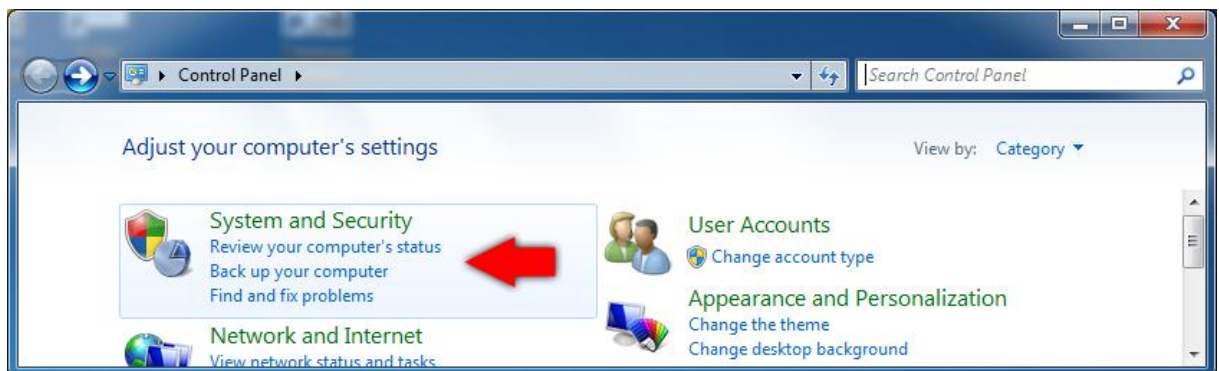 Control Panel
Search Control Panel
Adjust your computer's settings
View by: Category
System and Security
Review your computer's status
Back up your computer
Find and fix problems
Network and Internet
View network status and tasks
User Accounts
Change account type
Appearance and Personalization
Change the theme
Change desktop background